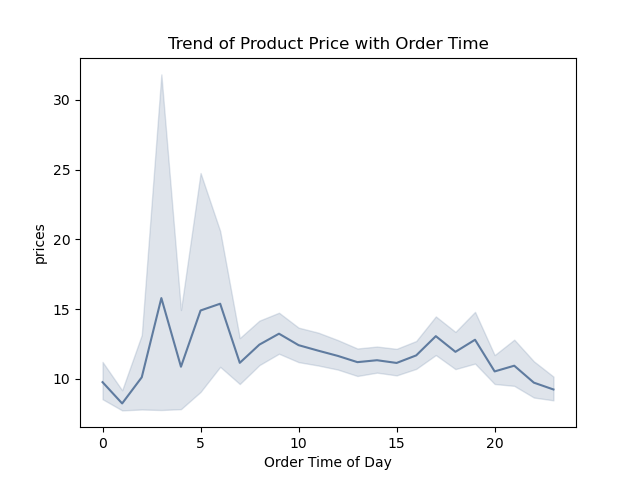 Trend of Product Price with Order Time
30
25
20
15
10
prices
0 5 10 15 20
Order Time of Day